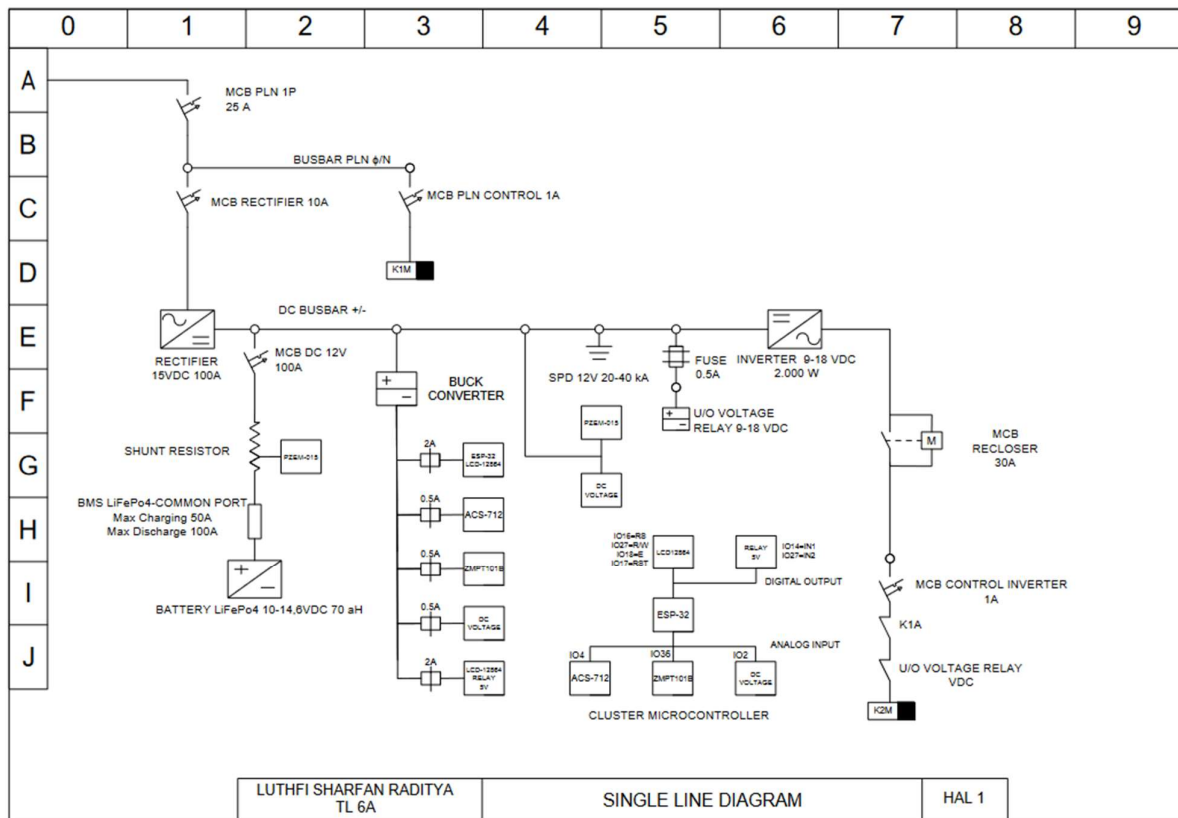 0 1 2 3 4 5 6 7 8 9
A
B
C
D
E
F
G
H
I
J
MCB PLN 1P
25 A
BUSBAR PLN ϕ/N
MCB RECTIFIER 10A
MCB PLN CONTROL 1A
K1M
DC BUSBAR +/-
RECTIFIER
15VDC 100A
MCB DC 12V
100A
BUCK
CONVERTER
SPD 12V 20-40 kA
FUSE
0.5A
INVERTER 9-18 VDC
2.000 W
U/O VOLTAGE
RELAY 9-18 VDC
SHUNT RESISTOR
PZEM-015
BMS LiFePo4-COMMON PORT
Max Charging 50A
Max Discharge 100A
BATTERY LiFePo4 10-14,6VDC 70 aH
2A
ESP-32
LCD-12864
0.5A
ACS-712
0.5A
ZMPT101B
0.5A
DC
VOLTAGE
2A
LCD-12864
RELAY
5V
PZEM-015
DC
VOLTAGE
M
MCB
RECLOSER
30A
IO16=RS
IO27=R/W
IO18=E
IO17=RST
LCD12864
RELAY
5V
IO14=IN1
IO27=IN2
DIGITAL OUTPUT
ESP-32
ANALOG INPUT
IO4
ACS-712
IO36
ZMPT101B
IO2
DC
VOLTAGE
CLUSTER MICROCONTROLLER
MCB CONTROL INVERTER
1A
K1A
U/O VOLTAGE RELAY
VDC
K2M
LUTHFI SHARFAN RADITYA
TL 6A
SINGLE LINE DIAGRAM
HAL 1